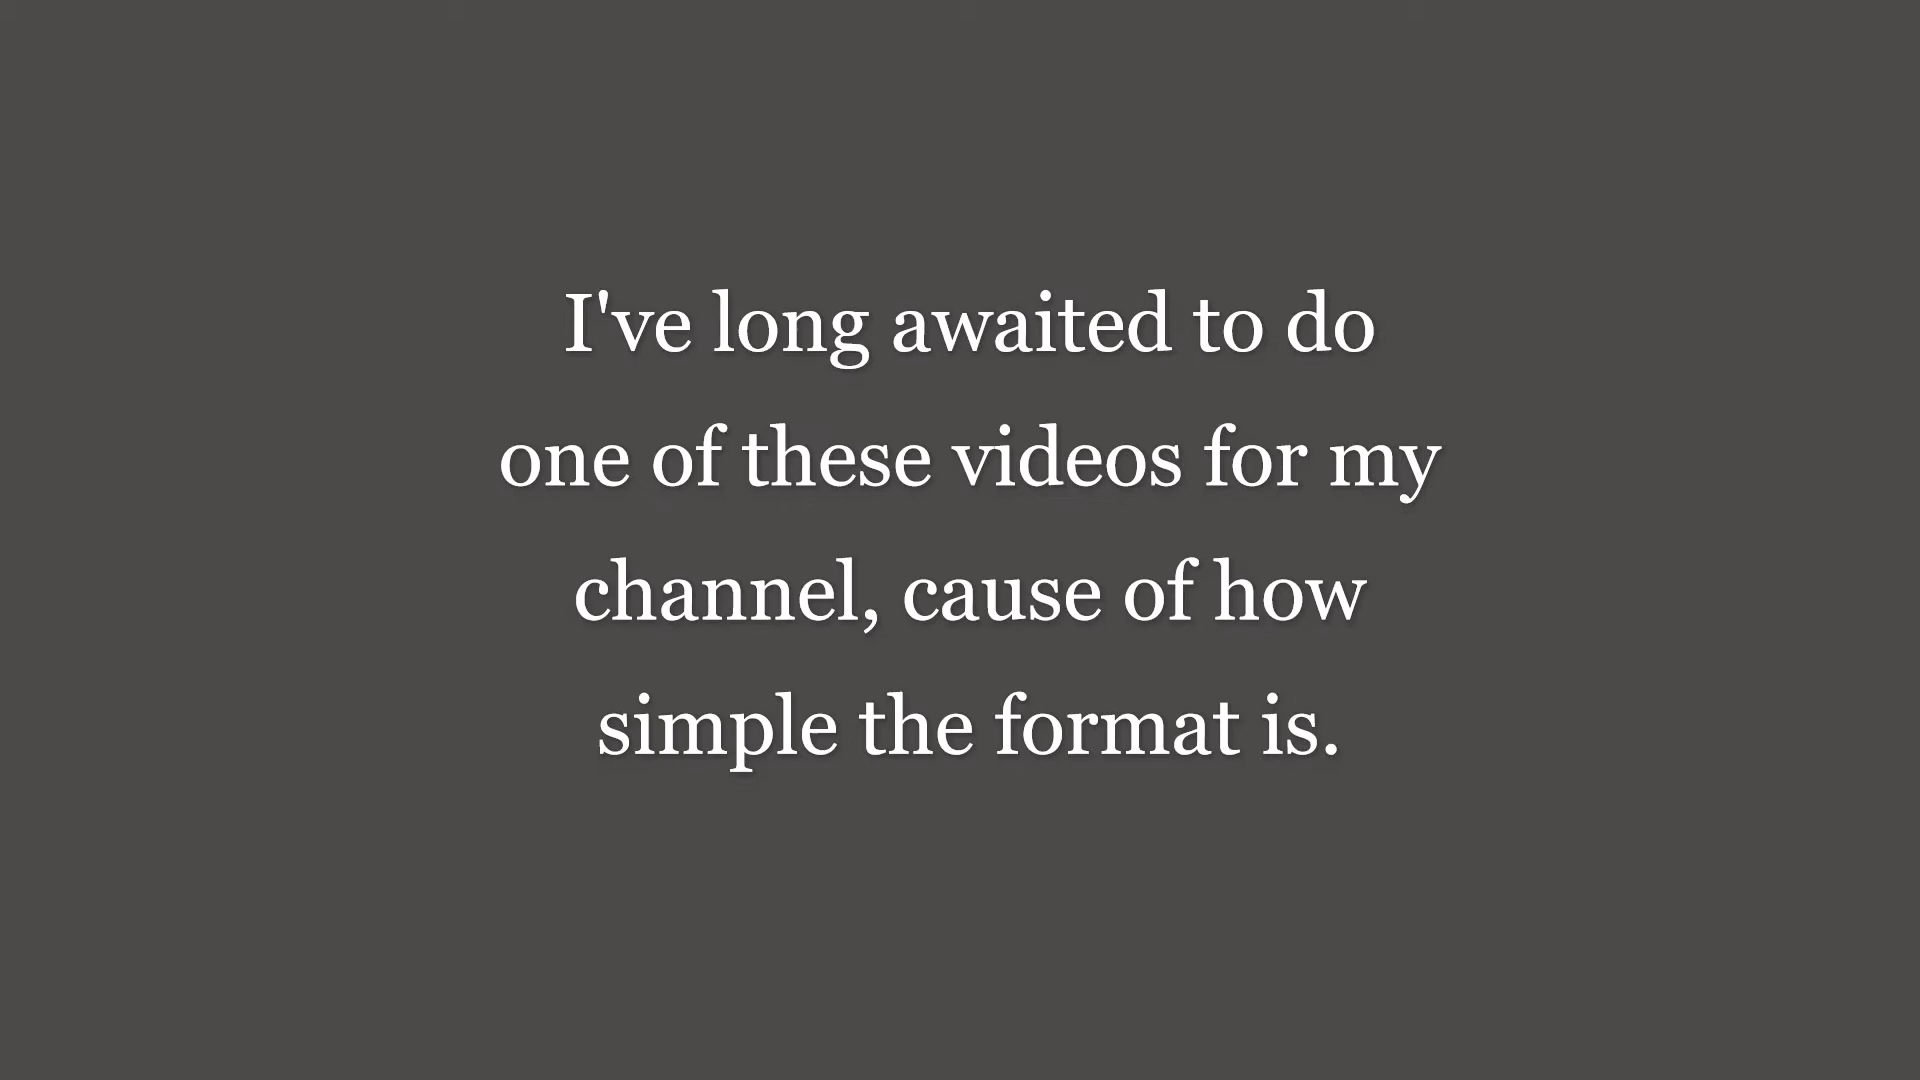 I've long awaited to do
one of these videos for my
channel, cause of how
simple the format is.